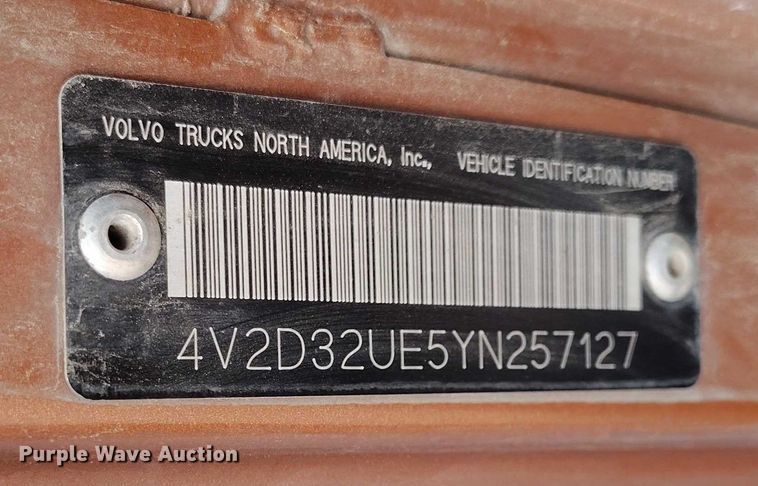 VOLVO TRUCKS NORTH AMERICA, Inc., VEHICLE IDENTIFICATION NUMBER
4V2D32UE5YN257127
Purple Wave Auction